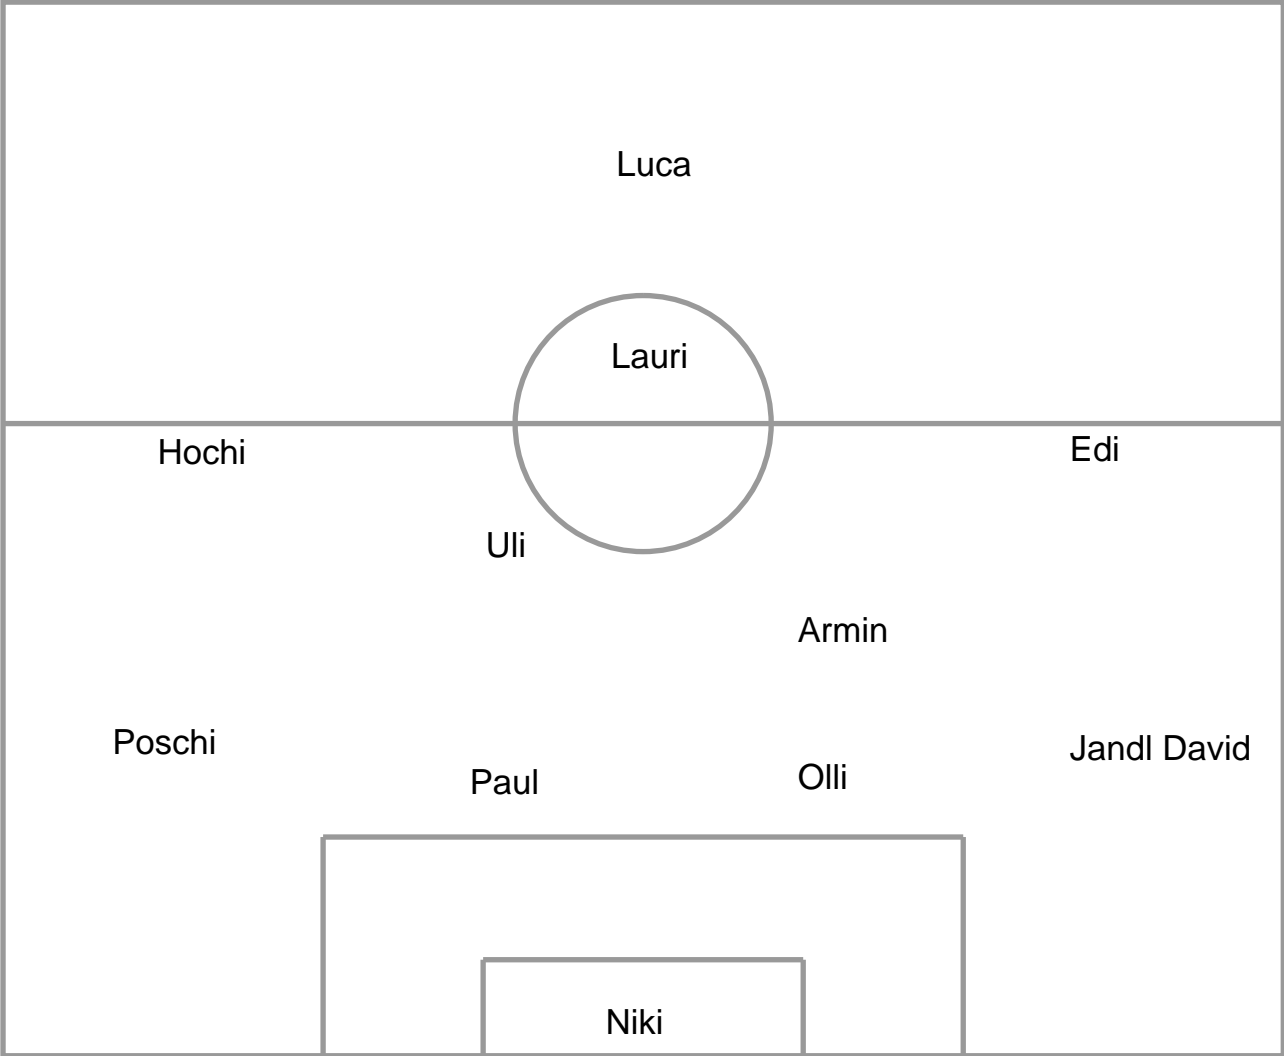 Luca
Lauri
Hochi
Edi
Uli
Armin
Poschi
Jandl David
Paul
Olli
Niki